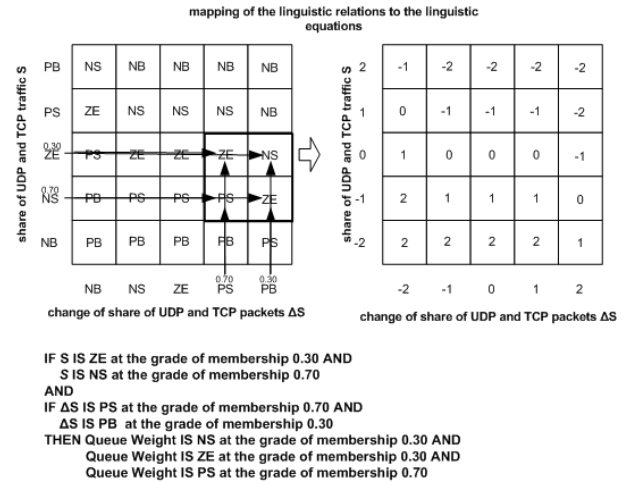 mapping of the linguistic relations to the linguistic
equations
share of UDP and TCP traffic S
PB NS NB NB NB NB
PS ZE NS NS NS NB
0.30
ZE PS ZE ZE ZE NS
0.70
NS PB PS PS PS ZE
NB PB PB PB PB PS
0.70 0.30
NB NS ZE PS PB
change of share of UDP and TCP packets ΔS
share of UDP and TCP traffic S
2 -1 -2 -2 -2 -2
1 0 -1 -1 -1 -2
0 1 0 0 0 -1
-1 2 1 1 1 0
-2 2 2 2 2 1
-2 -1 0 1 2
change of share of UDP and TCP packets ΔS
IF S IS ZE at the grade of membership 0.30 AND
S IS NS at the grade of membership 0.70
AND
IF ΔS IS PS at the grade of membership 0.70 AND
ΔS IS PB at the grade of membership 0.30
THEN Queue Weight IS NS at the grade of membership 0.30 AND
Queue Weight IS ZE at the grade of membership 0.30 AND
Queue Weight IS PS at the grade of membership 0.70